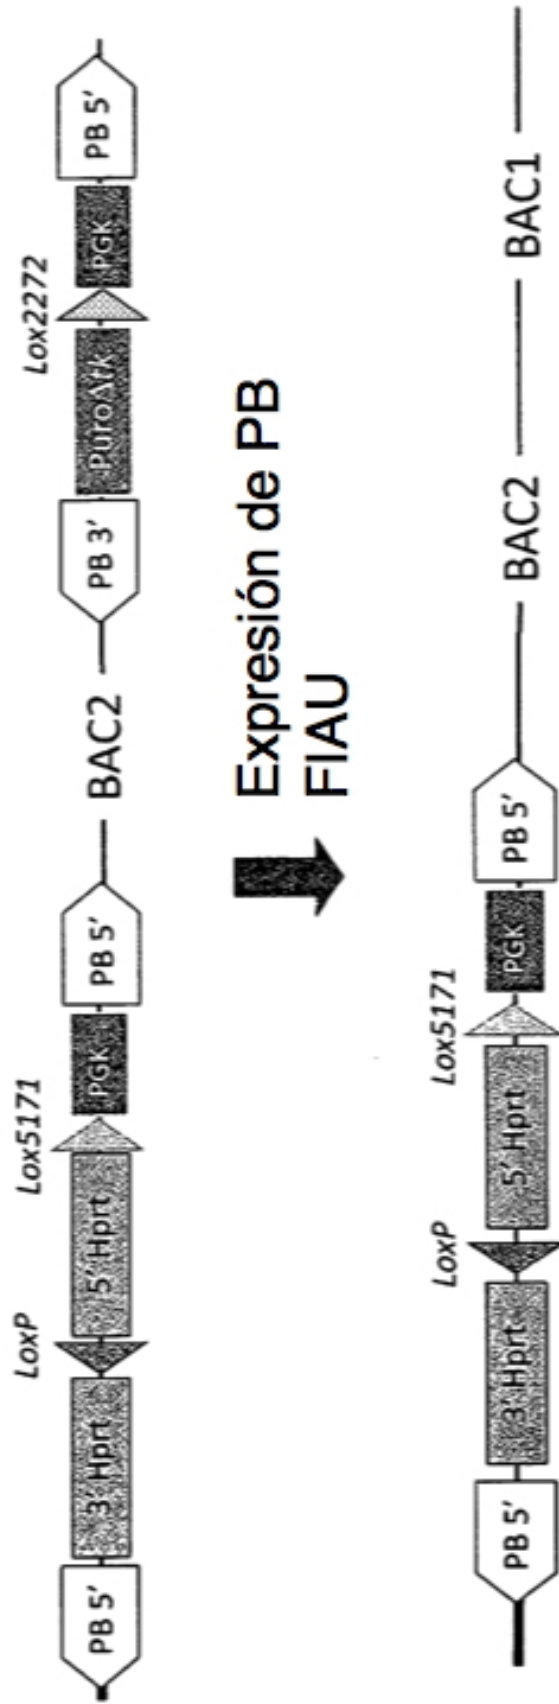 LoxP Lox5171 Lox2272
PB 5' 3' Hprt 5' Hprt PGK PB 5' BAC2 PB 3' PuroΔtk PGK PB 5'
Expresión de PB
FIAU
LoxP Lox5171
PB 5' 3' Hprt 5' Hprt PGK PB 5' BAC2 BAC1